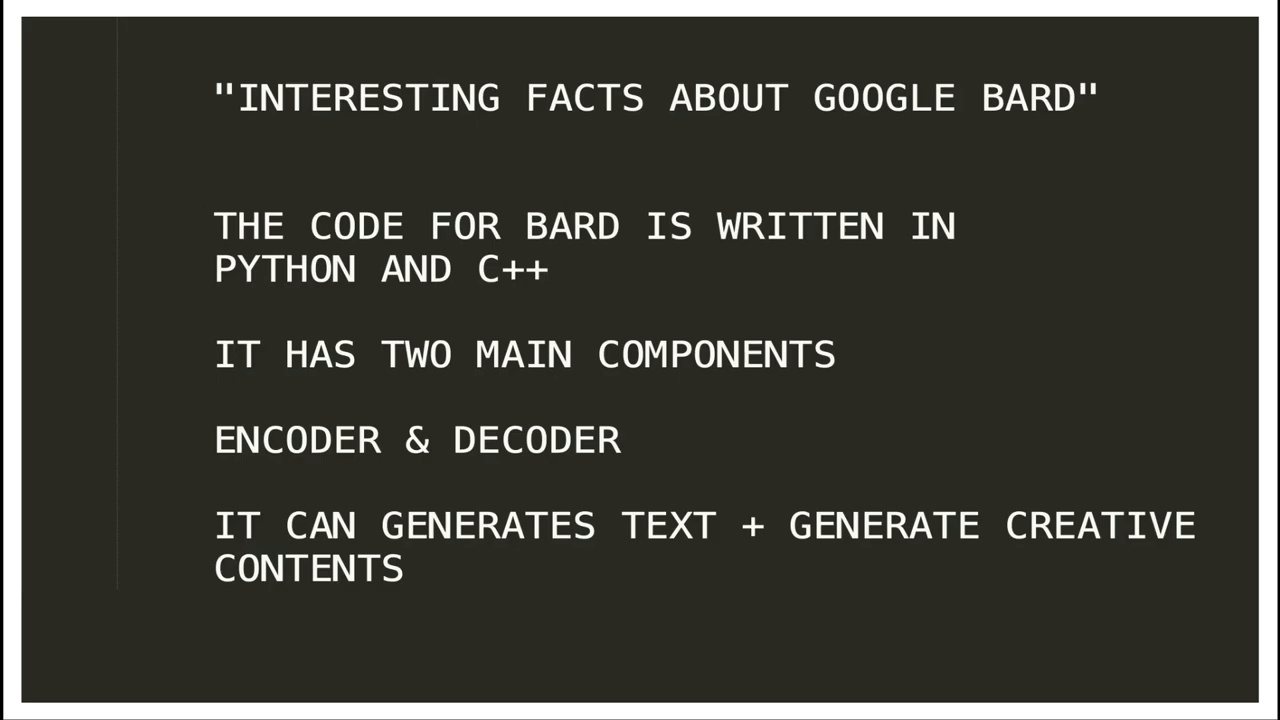 "INTERESTING FACTS ABOUT GOOGLE BARD"
THE CODE FOR BARD IS WRITTEN IN
PYTHON AND C++
IT HAS TWO MAIN COMPONENTS
ENCODER & DECODER
IT CAN GENERATES TEXT + GENERATE CREATIVE
CONTENTS